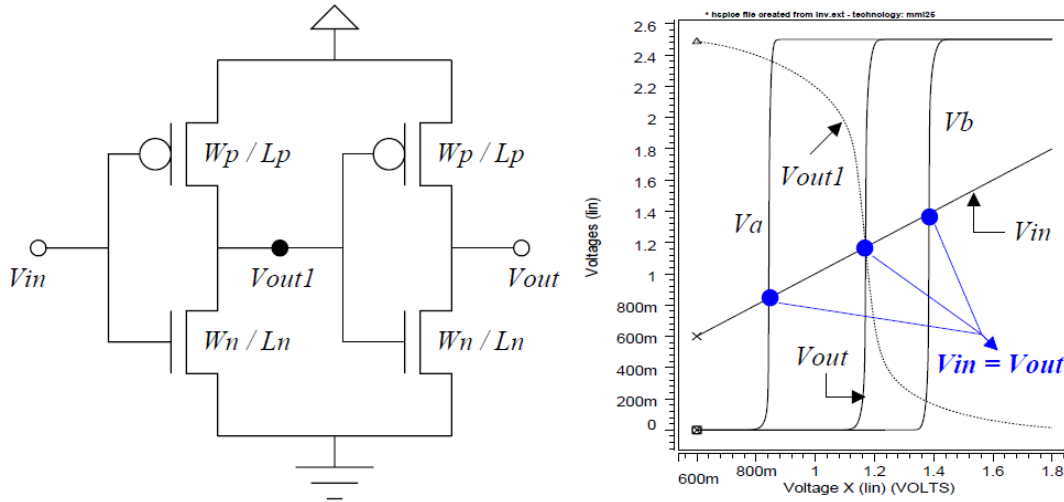 Wp / Lp
Wp / Lp
Vin
Vout1
Vout
Wn / Ln
Wn / Ln
* hspice file created from inv.ext - technology: mmi25
Voltages (lin)
2.6
2.4
2.2
2
1.8
1.6
1.4
1.2
1
800m
600m
400m
200m
0
Vout1
Va
Vb
Vin
Vout
Vin = Vout
600m
800m
1
1.2
1.4
1.6
1.8
Voltage X (lin) (VOLTS)